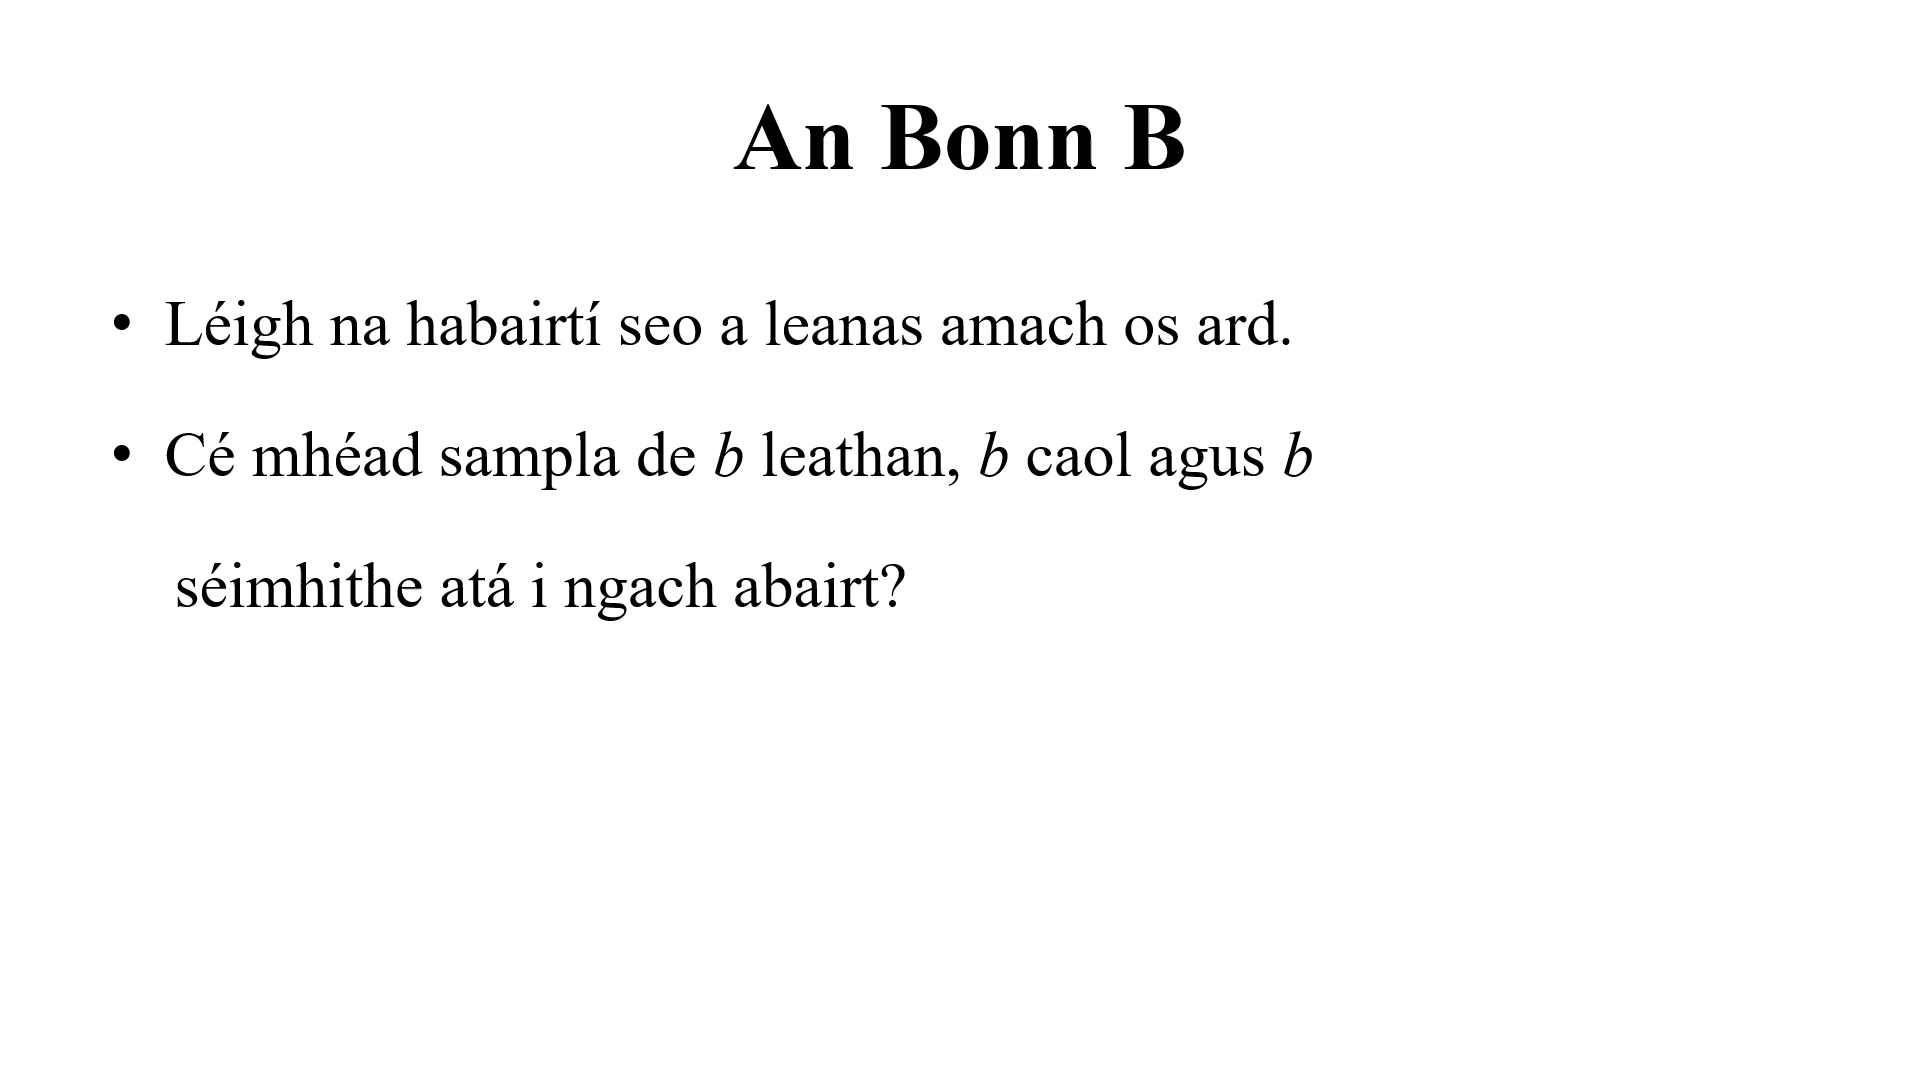 An Bonn B
• Léigh na habairtí seo a leanas amach os ard.
• Cé mhéad sampla de b leathan, b caol agus b
séimhithe atá i ngach abairt?